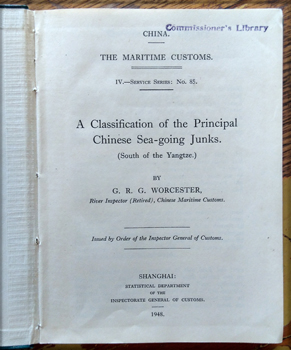 Commissioner's Library
CHINA.
THE MARITIME CUSTOMS.
IV.—SERVICE SERIES: No. 85.
A Classification of the Principal
Chinese Sea-going Junks.
(South of the Yangtze.)
BY
G. R. G. WORCESTER,
River Inspector (Retired), Chinese Maritime Customs.
Issued by Order of the Inspector General of Customs.
SHANGHAI:
STATISTICAL DEPARTMENT
OF THE
INSPECTORATE GENERAL OF CUSTOMS.
1948.